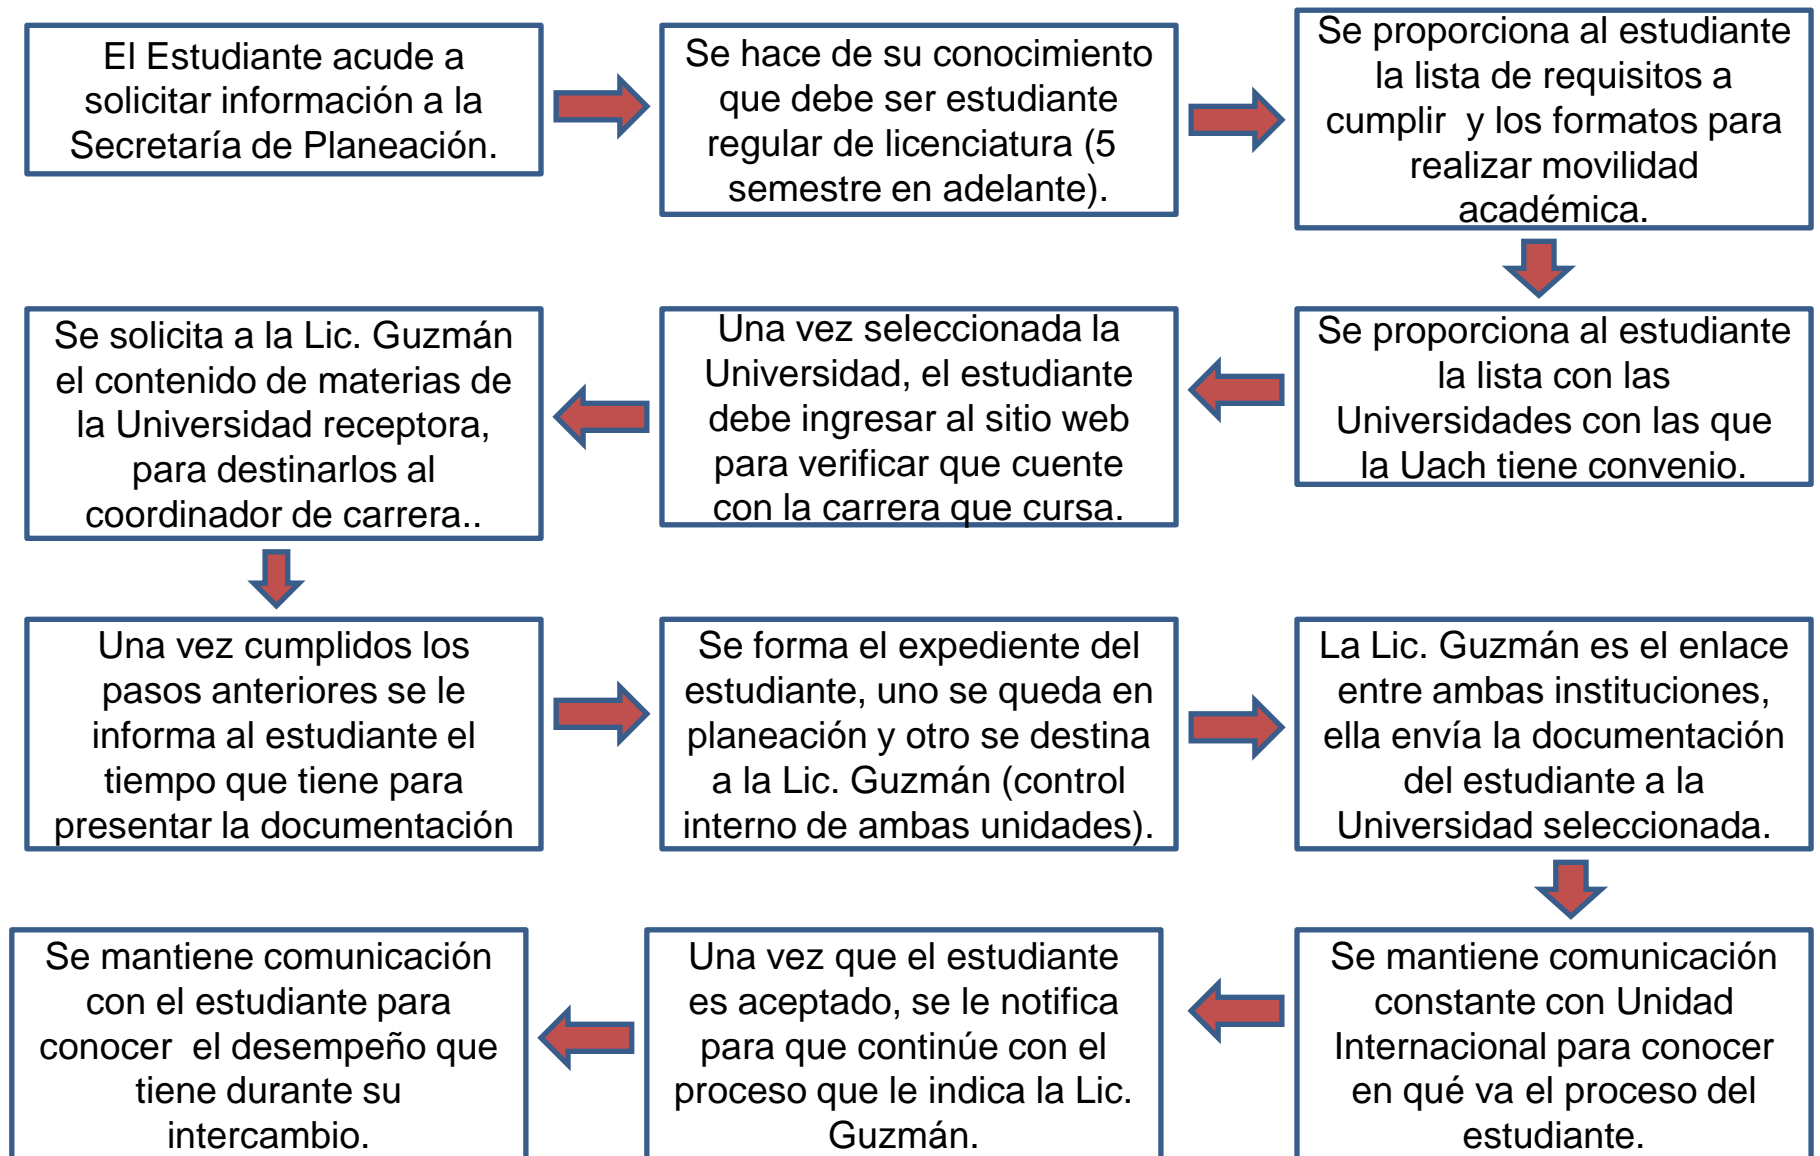 El Estudiante acude a
solicitar información a la
Secretaría de Planeación.
Se hace de su conocimiento
que debe ser estudiante
regular de licenciatura (5
semestre en adelante).
Se proporciona al estudiante
la lista de requisitos a
cumplir  y los formatos para
realizar movilidad
académica.
Se proporciona al estudiante
la lista con las
Universidades con las que
la Uach tiene convenio.
Una vez seleccionada la
Universidad, el estudiante
debe ingresar al sitio web
para verificar que cuente
con la carrera que cursa.
Se solicita a la Lic. Guzmán
el contenido de materias de
la Universidad receptora,
para destinarlos al
coordinador de carrera..
Una vez cumplidos los
pasos anteriores se le
informa al estudiante el
tiempo que tiene para
presentar la documentación
Se forma el expediente del
estudiante, uno se queda en
planeación y otro se destina
a la Lic. Guzmán (control
interno de ambas unidades).
La Lic. Guzmán es el enlace
entre ambas instituciones,
ella envía la documentación
del estudiante a la
Universidad seleccionada.
Se mantiene comunicación
constante con Unidad
Internacional para conocer
en qué va el proceso del
estudiante.
Una vez que el estudiante
es aceptado, se le notifica
para que continúe con el
proceso que le indica la Lic.
Guzmán.
Se mantiene comunicación
con el estudiante para
conocer  el desempeño que
tiene durante su
intercambio.